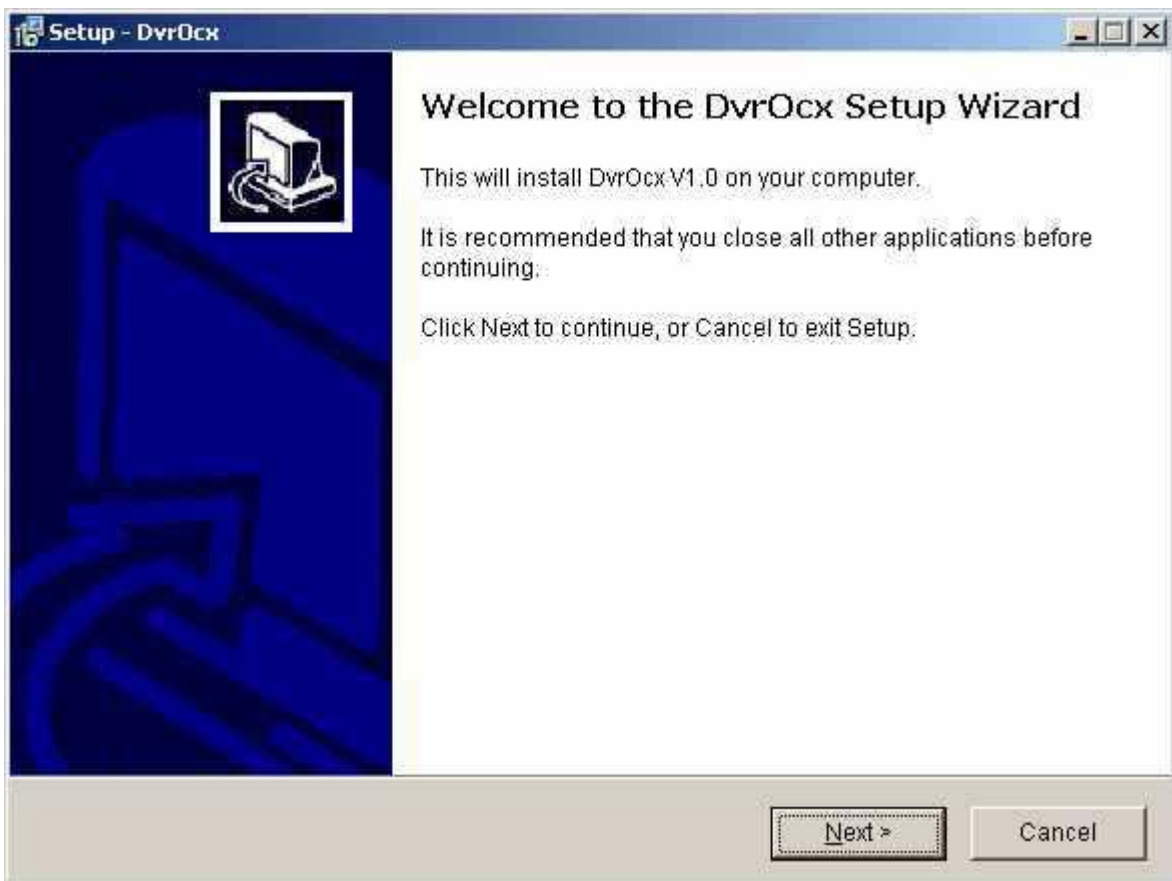 Setup - DvrOcx
Welcome to the DvrOcx Setup Wizard
This will install DvrOcx-V1.0 on your computer.
It is recommended that you close all other applications before
continuing.
Click Next to continue, or Cancel to exit Setup.
Next >
Cancel